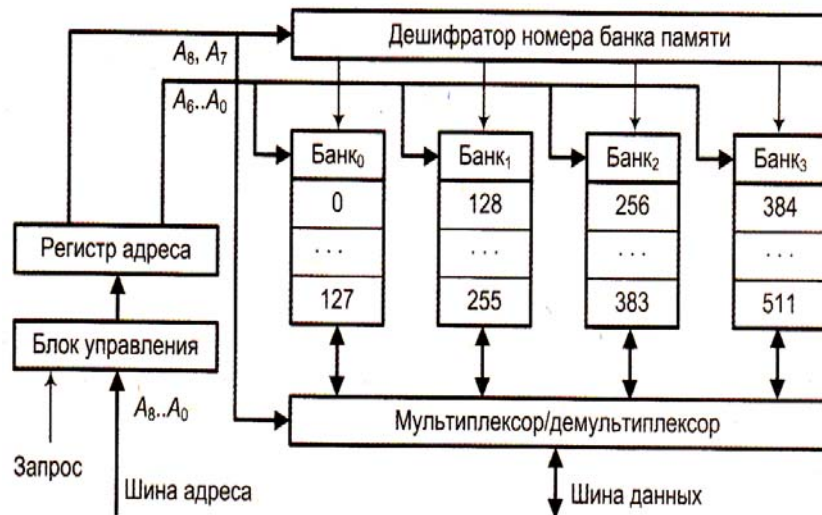 Дешифратор номера банка памяти
A₈, A₇
A₆..A₀
Банк₀ Банк₁ Банк₂ Банк₃
0 128 256 384
... ... ... ...
127 255 383 511
Регистр адреса
Блок управления
A₈..A₀
Мультиплексор/демультиплексор
Запрос
Шина адреса
Шина данных